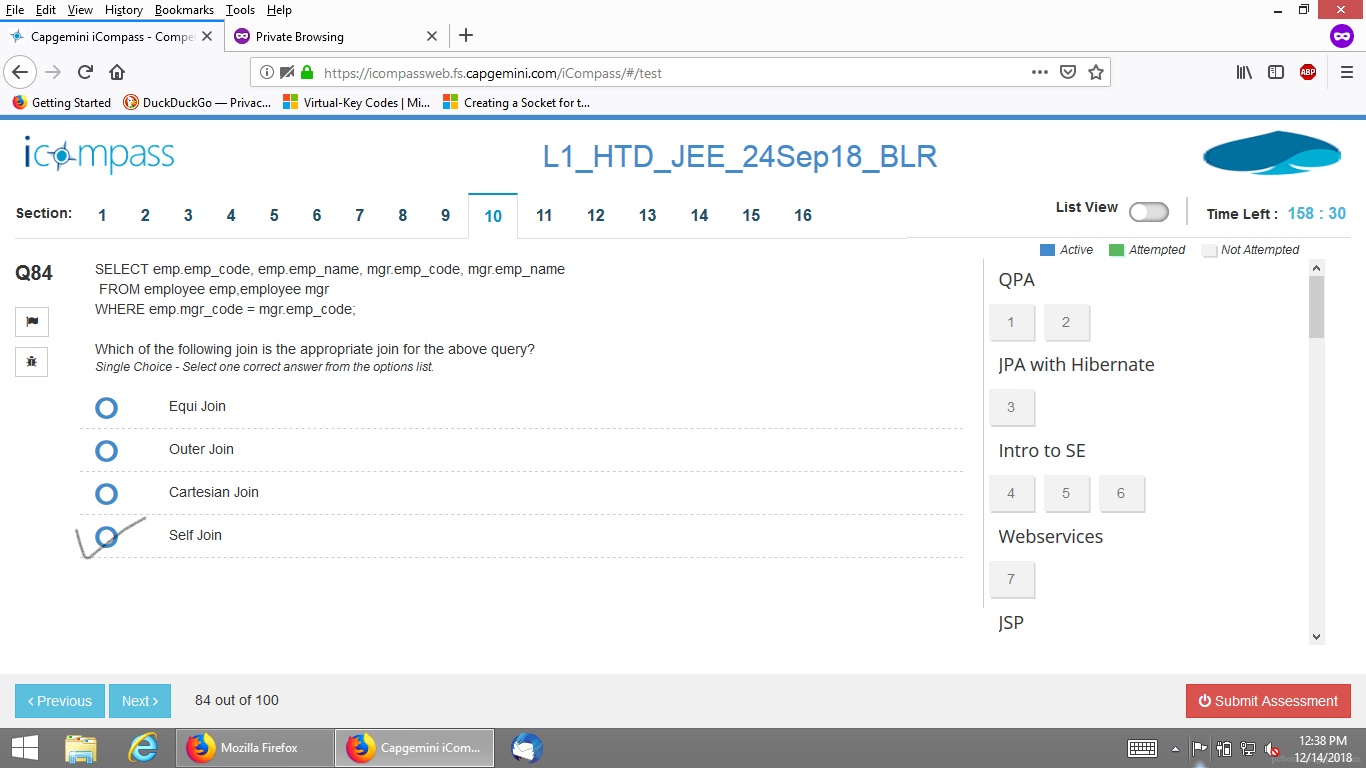 File Edit View History Bookmarks Tools Help
Capgemini iCompass - Compe
Private Browsing
https://icompassweb.fs.capgemini.com/iCompass/#/test
ABP
Getting Started
DuckDuckGo — Privac...
Virtual-Key Codes | Mi...
Creating a Socket for t...
icompass
L1_HTD_JEE_24Sep18_BLR
Section: 1 2 3 4 5 6 7 8 9 10 11 12 13 14 15 16
List View
Time Left : 158 : 30
Active Attempted Not Attempted
Q84
SELECT emp.emp_code, emp.emp_name, mgr.emp_code, mgr.emp_name
FROM employee emp,employee mgr
WHERE emp.mgr_code = mgr.emp_code;
Which of the following join is the appropriate join for the above query?
Single Choice - Select one correct answer from the options list.
Equi Join
Outer Join
Cartesian Join
Self Join
QPA
1 2
JPA with Hibernate
3
Intro to SE
4 5 6
Webservices
7
JSP
Previous
Next
84 out of 100
Submit Assessment
Mozilla Firefox
Capgemini iCom...
12:38 PM
12/14/2018